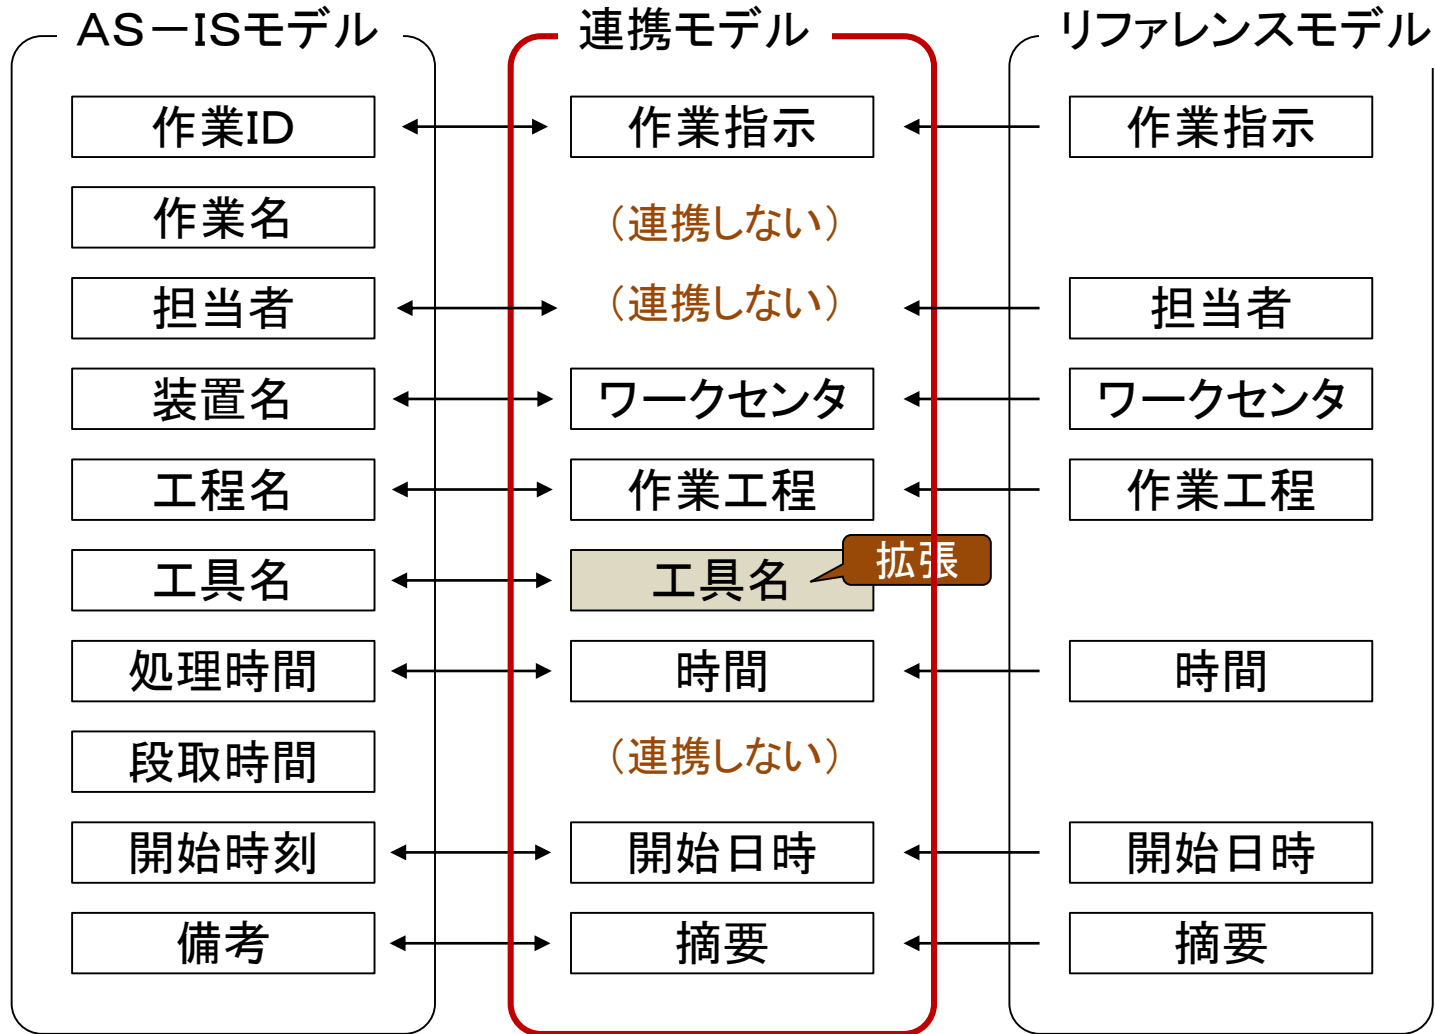 AS－ISモデル
連携モデル
リファレンスモデル
作業ID
作業指示
作業指示
作業名
（連携しない）
担当者
（連携しない）
担当者
装置名
ワークセンタ
ワークセンタ
工程名
作業工程
作業工程
工具名
工具名
拡張
処理時間
時間
時間
段取時間
（連携しない）
開始時刻
開始日時
開始日時
備考
摘要
摘要